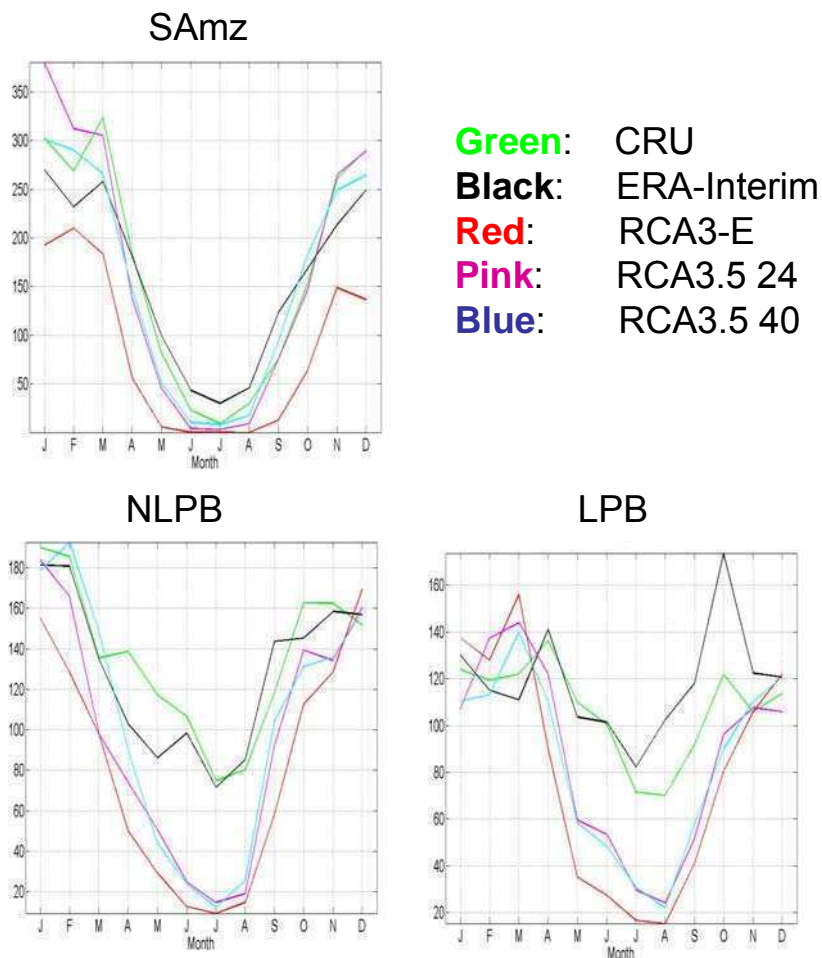 SAmz
350
300
250
200
150
100
50
J F M A M J J A S O N D
Month
Green: CRU
Black: ERA-Interim
Red: RCA3-E
Pink: RCA3.5 24
Blue: RCA3.5 40
NLPB
180
160
140
120
100
80
60
40
20
J F M A M J J A S O N D
Month
LPB
160
140
120
100
80
60
40
20
J F M A M J J A S O N D
Month